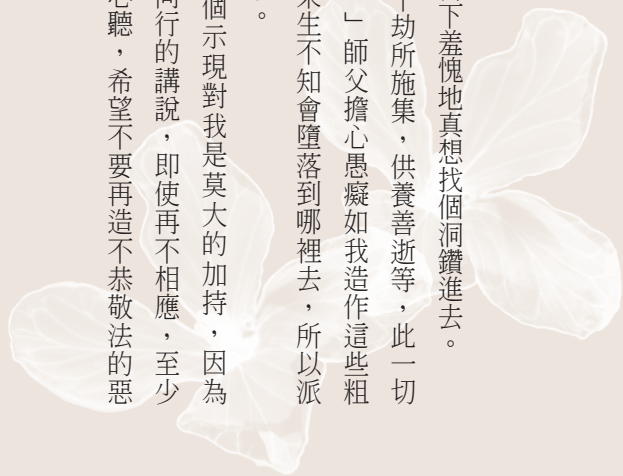 下羞愧地真想找個洞鑽進去。
劫所施集，供養善逝等，此一切
」師父擔心愚癡如我造作這些粗
生不知會墮落到哪裡去，所以派
。
個示現對我是莫大的加持，因為
行的講說，即使再不相應，至少
聽，希望不要再造不恭敬法的惡